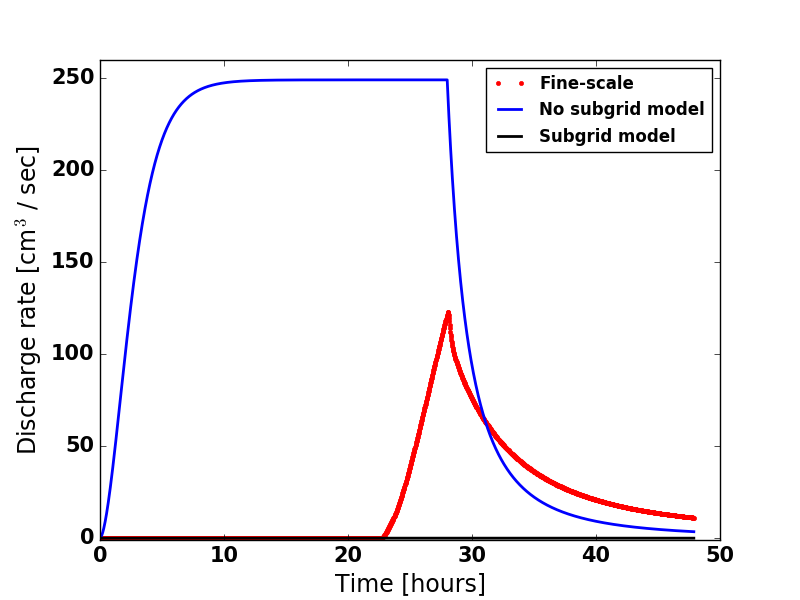 Fine-scale
No subgrid model
Subgrid model
250
200
150
100
50
0
Discharge rate [cm³ / sec]
0 10 20 30 40 50
Time [hours]